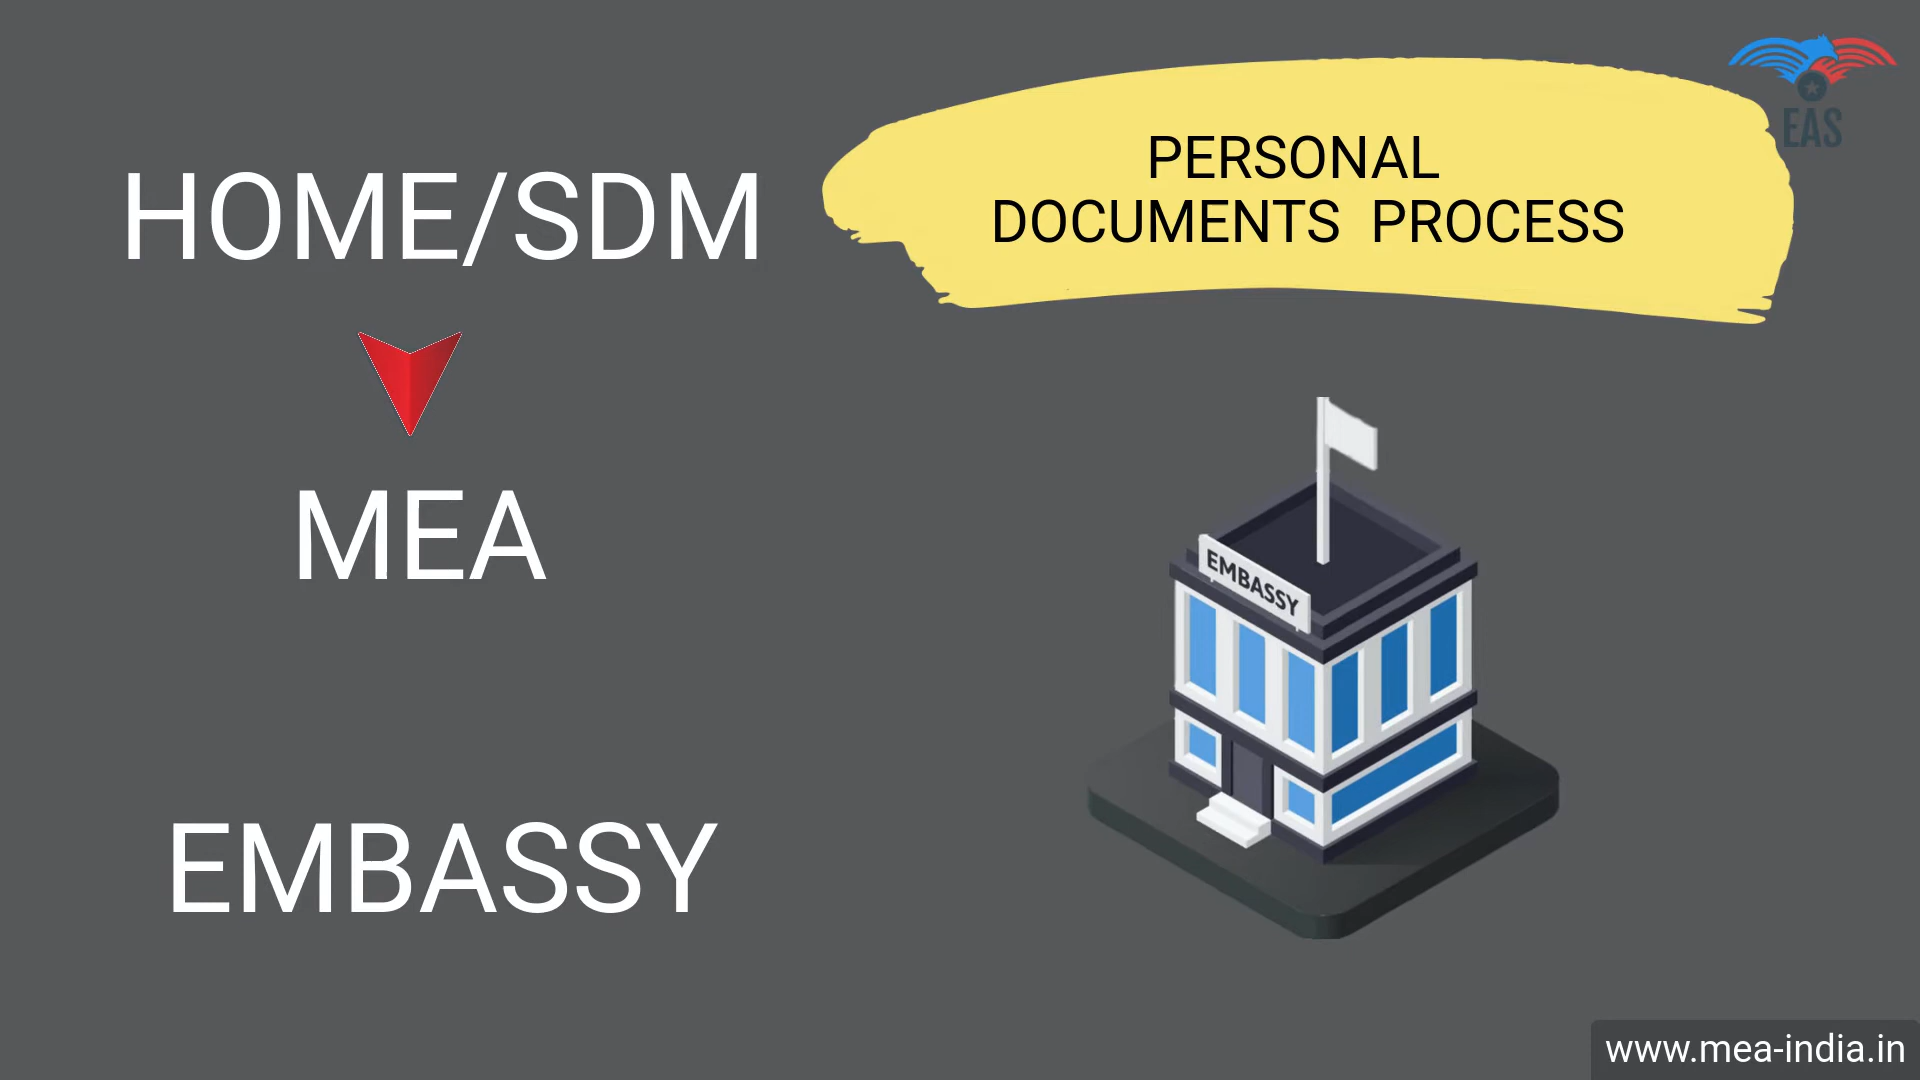 HOME/SDM
MEA
EMBASSY
PERSONAL
DOCUMENTS PROCESS
EAS
EMBASSY
www.mea-india.in